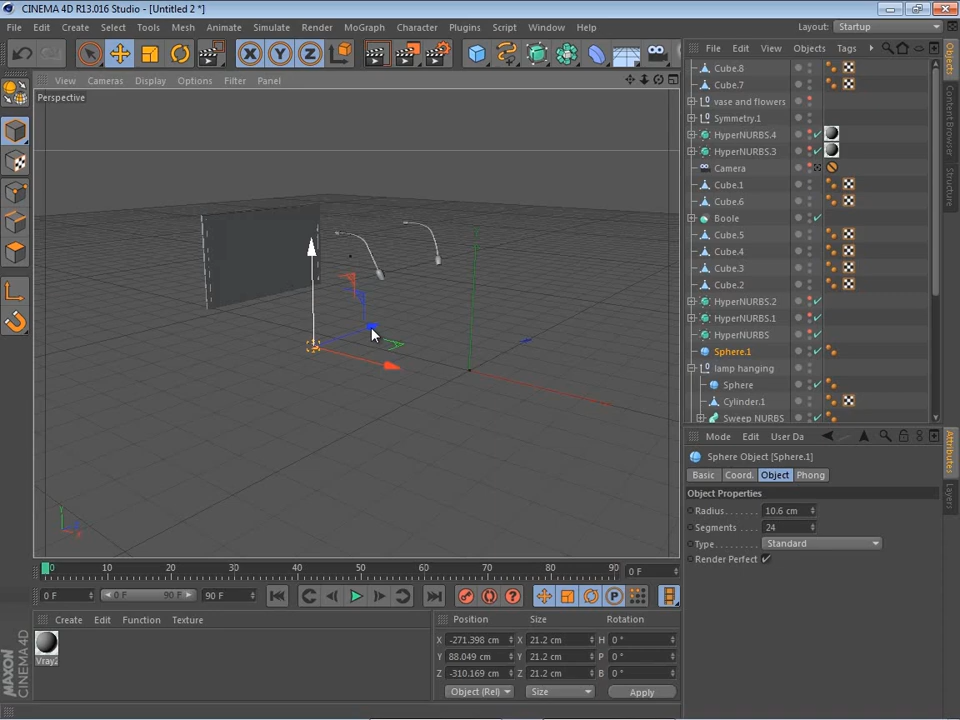 CINEMA 4D R13.016 Studio - [Untitled 2 *]
File Edit Create Select Tools Mesh Animate Simulate Render MoGraph Character Plugins Script Window Help
Layout: Startup
X Y Z
File Edit View Objects Tags
View Cameras Display Options Filter Panel
Perspective
Cube.8
Cube.7
vase and flowers
Symmetry.1
HyperNURBS.4
HyperNURBS.3
Camera
Cube.1
Cube.6
Boole
Cube.5
Cube.4
Cube.3
Cube.2
HyperNURBS.2
HyperNURBS.1
HyperNURBS
Sphere.1
lamp hanging
Sphere
Cylinder.1
Sweep NURBS
Objects
Content Browser
Structure
Mode Edit User Da
Sphere Object [Sphere.1]
Basic Coord. Object Phong
Object Properties
Radius....... 10.6 cm
Segments .... 24
Type....... Standard
Render Perfect
Attributes
Layers
0 10 20 30 40 50 60 70 80 90 0 F
0 F 0 F 90 F 90 F
P
Create Edit Function Texture
Position Size Rotation
X -271.398 cm X 21.2 cm H 0 °
Y 88.049 cm Y 21.2 cm P 0 °
Z -310.169 cm Z 21.2 cm B 0 °
Object (Rel) Size Apply
MAXON
CINEMA 4D